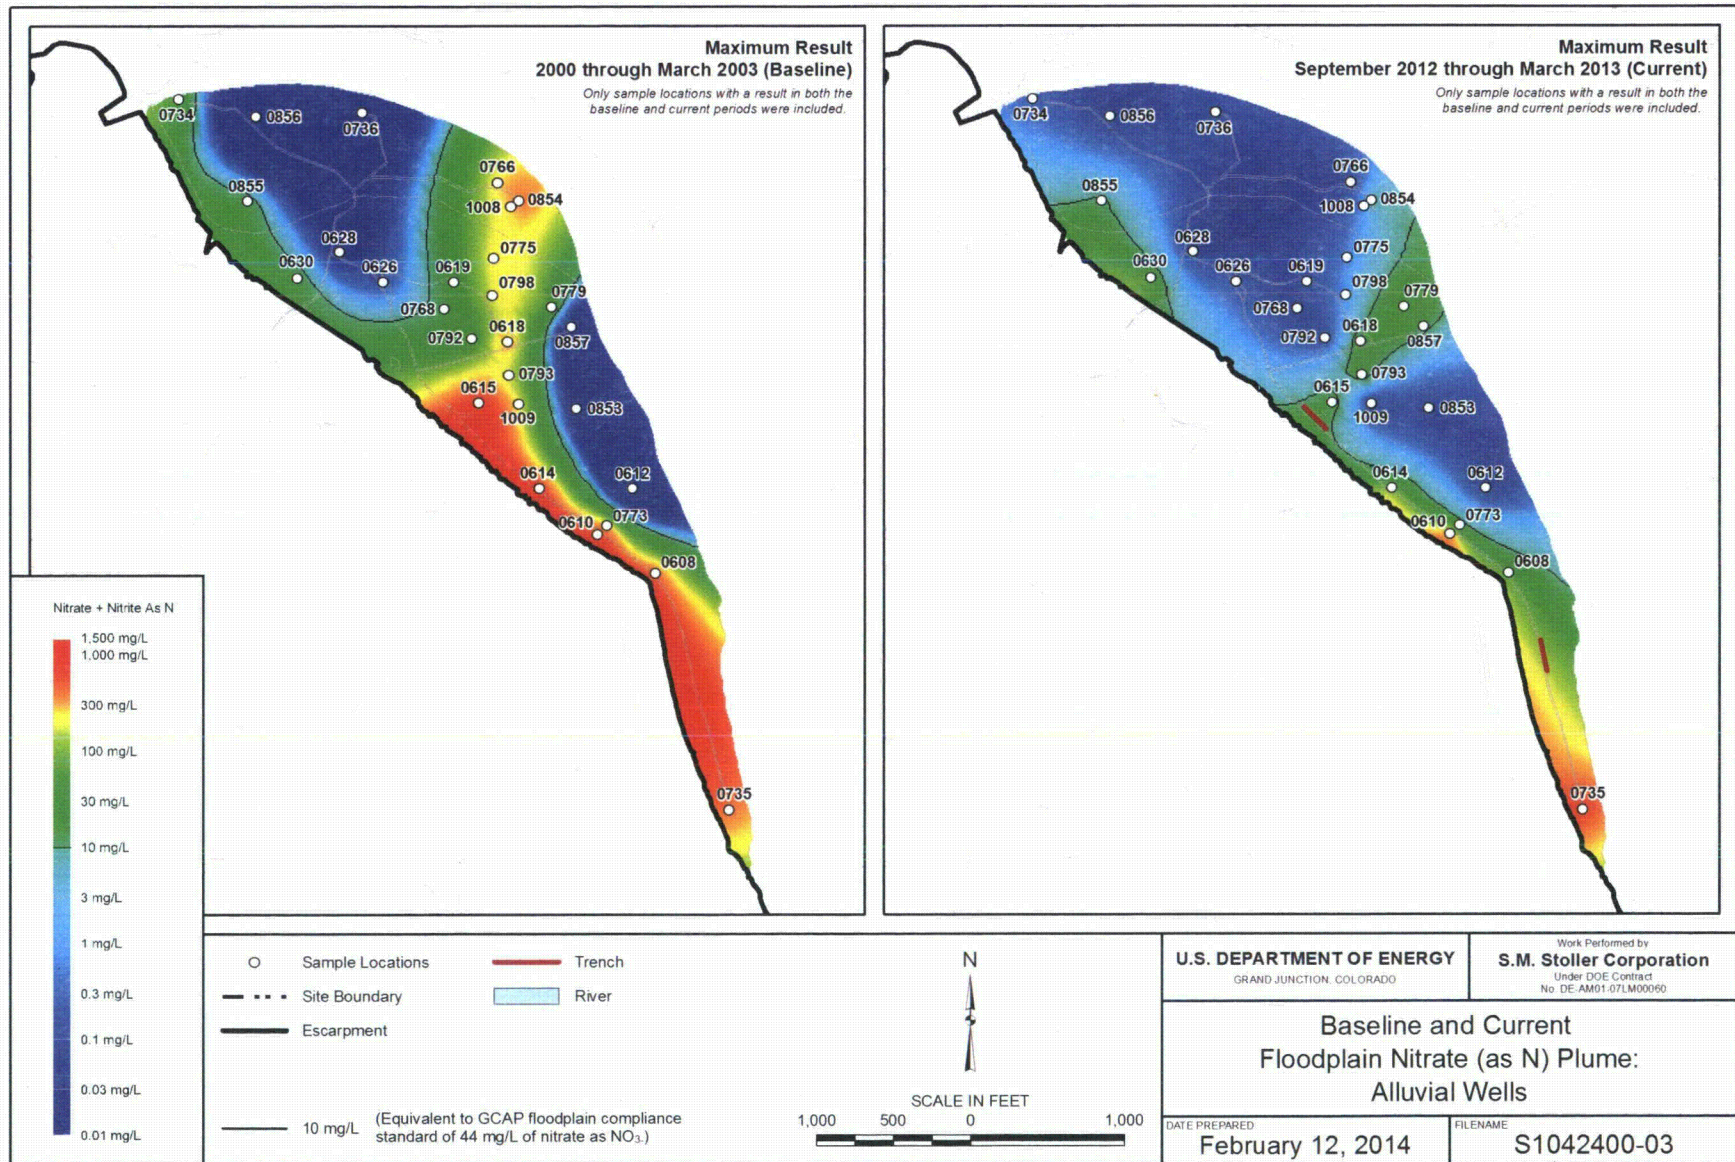 Maximum Result
2000 through March 2003 (Baseline)
Only sample locations with a result in both the
baseline and current periods were included.
0734
0856
0736
0766
0855
1008
0854
0628
0775
0630
0626
0619
0798
0779
0768
0618
0792
0857
0793
0615
1009
0853
0614
0612
0610
0773
0608
0735
Maximum Result
September 2012 through March 2013 (Current)
Only sample locations with a result in both the
baseline and current periods were included.
0734
0856
0736
0766
0855
1008
0854
0628
0775
0630
0626
0619
0798
0779
0768
0618
0792
0857
0793
0615
1009
0853
0614
0612
0610
0773
0608
0735
Nitrate + Nitrite As N
1,500 mg/L
1,000 mg/L
300 mg/L
100 mg/L
30 mg/L
10 mg/L
3 mg/L
1 mg/L
0.3 mg/L
0.1 mg/L
0.03 mg/L
0.01 mg/L
Sample Locations
Site Boundary
Escarpment
Trench
River
10 mg/L
(Equivalent to GCAP floodplain compliance
standard of 44 mg/L of nitrate as NO₃.)
N
SCALE IN FEET
1,000 500 0 1,000
U.S. DEPARTMENT OF ENERGY
GRAND JUNCTION, COLORADO
Work Performed by
S.M. Stoller Corporation
Under DOE Contract
No. DE-AM01-07LM00060
Baseline and Current
Floodplain Nitrate (as N) Plume:
Alluvial Wells
DATE PREPARED
February 12, 2014
FILENAME
S1042400-03